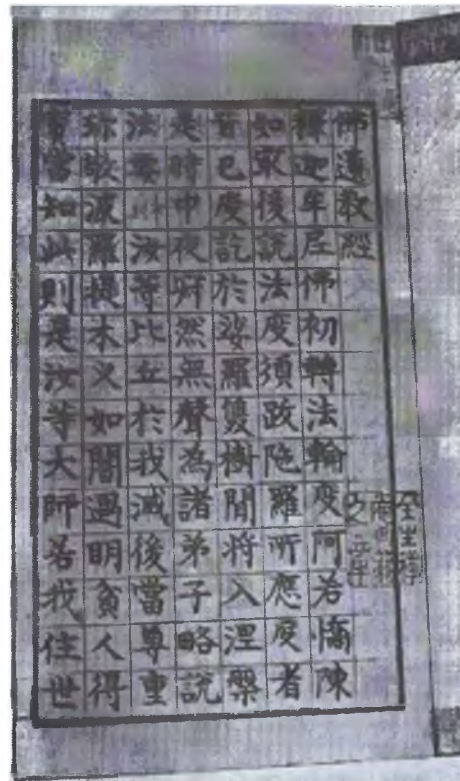 佛遺教經
釋迦牟尼佛初轉法輪度阿若憍陳
如冣後說法度須跋陀羅所應度者
皆已度訖於娑羅雙樹間將入涅槃
是時中夜寂然無聲為諸弟子略說
法要汝等比丘於我滅後當尊重
珍敬波羅提木叉如闇遇明貧人得
寶當知此則是汝等大師若我住世